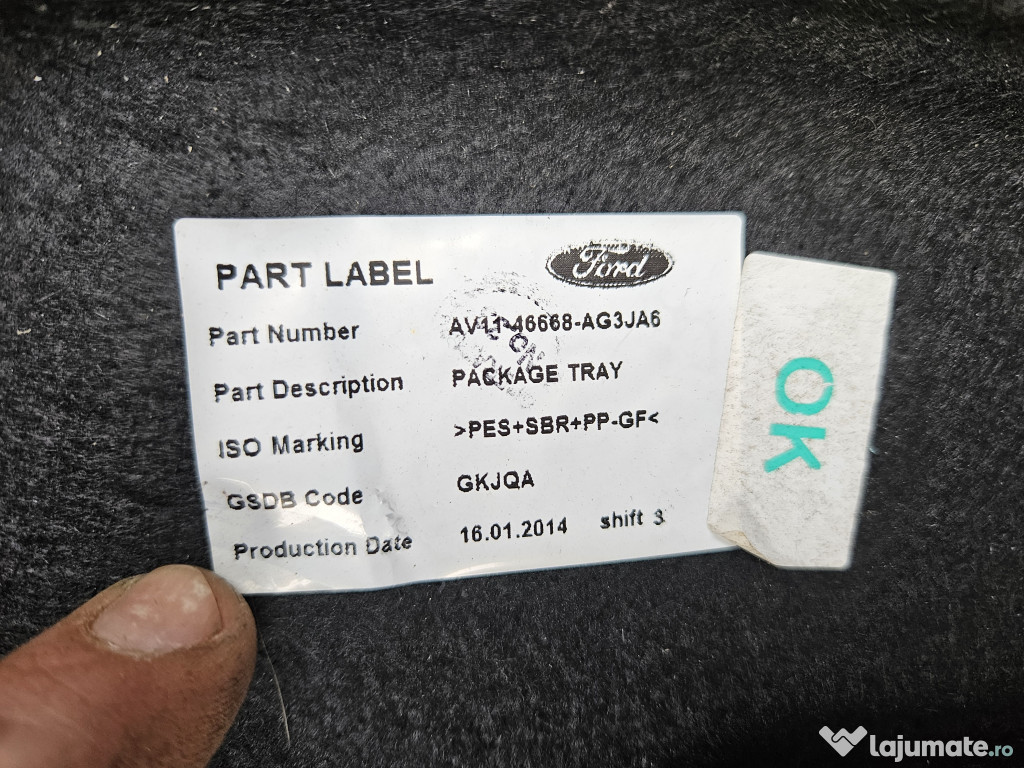 PART LABEL
Ford
Part Number AV11-46668-AG3JA6
Part Description PACKAGE TRAY
ISO Marking >PES+SBR+PP-GF<
GSDB Code GKJQA
Production Date 16.01.2014 shift 3
OK
lajumate.ro